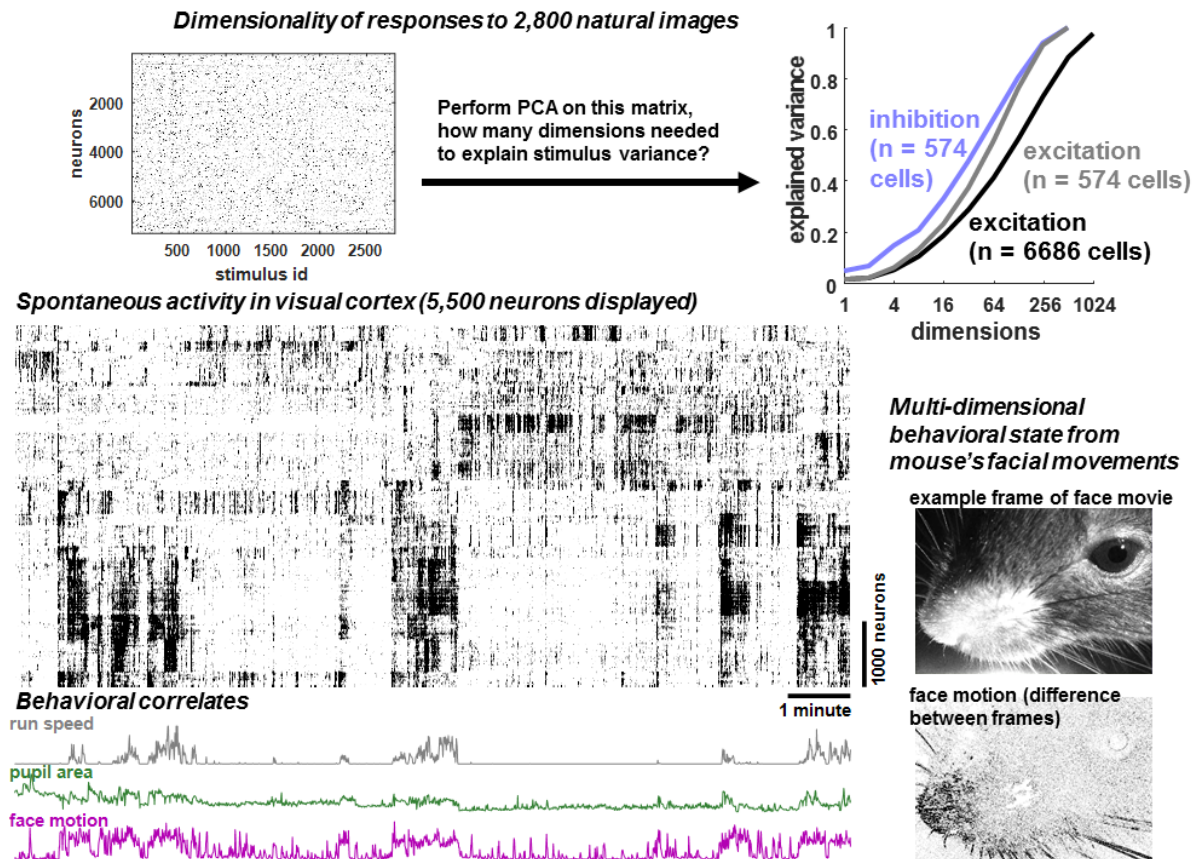 Dimensionality of responses to 2,800 natural images
neurons
2000
4000
6000
500 1000 1500 2000 2500
stimulus id
Perform PCA on this matrix,
how many dimensions needed
to explain stimulus variance?
explained variance
1
0.8
0.6
0.4
0.2
0
1 4 16 64 256 1024
dimensions
inhibition
(n = 574
cells)
excitation
(n = 574 cells)
excitation
(n = 6686 cells)
Spontaneous activity in visual cortex (5,500 neurons displayed)
1000 neurons
1 minute
Behavioral correlates
run speed
pupil area
face motion
Multi-dimensional
behavioral state from
mouse's facial movements
example frame of face movie
face motion (difference
between frames)